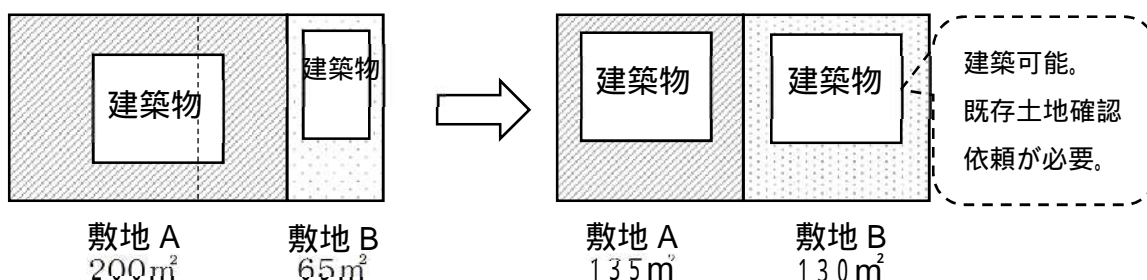 建築物
建築物
敷地 A
200㎡
敷地 B
65㎡
建築物
建築物
敷地 A
135㎡
敷地 B
130㎡
建築可能。
既存土地確認
依頼が必要。